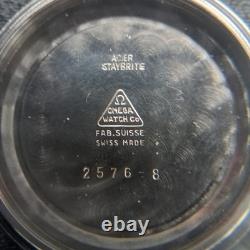 ACIER
STAYBRITE
Ω
OMEGA
WATCH Co
FAB. SUISSE
SWISS MADE
2576-8